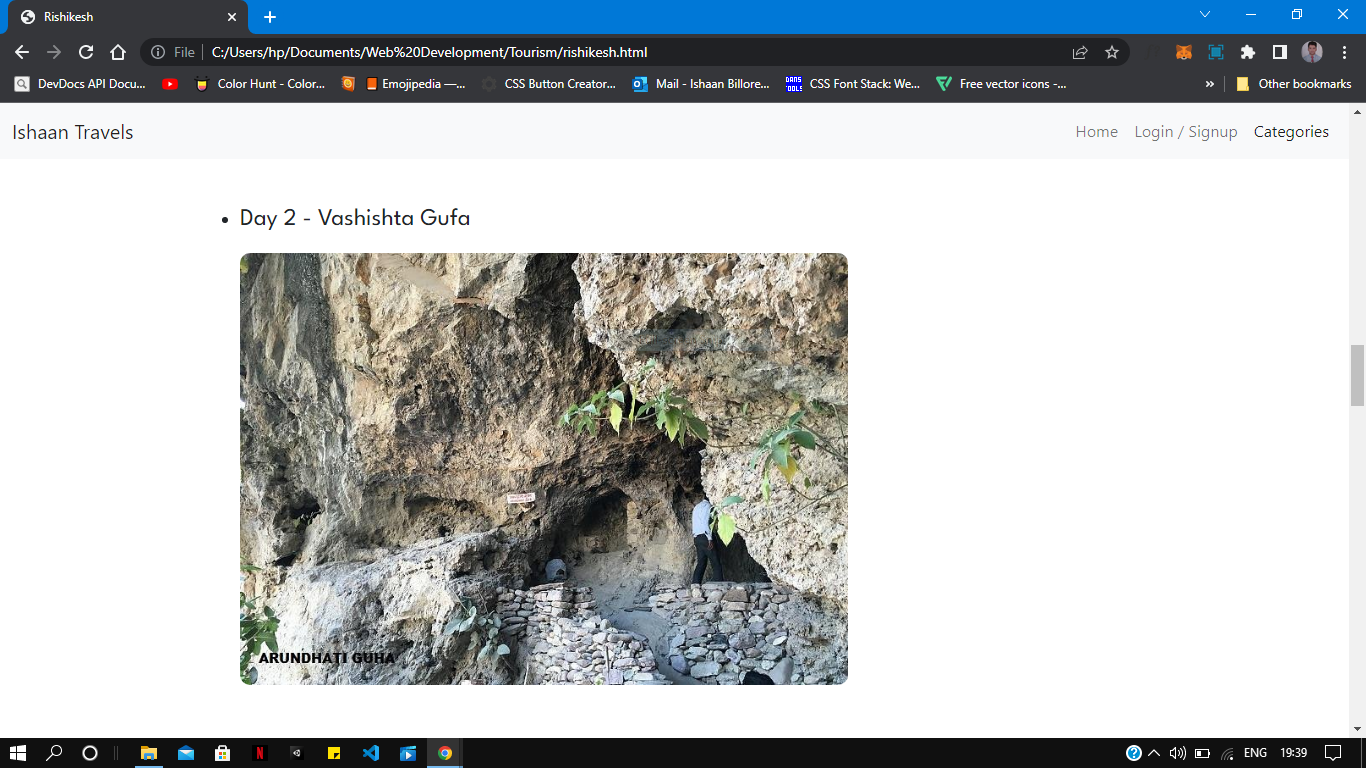 Rishikesh
File
C:/Users/hp/Documents/Web%20Development/Tourism/rishikesh.html
DevDocs API Docu...
Color Hunt - Color...
Emojipedia —...
CSS Button Creator...
Mail - Ishaan Billore...
DANS TOOLS
CSS Font Stack: We...
Free vector icons -...
»
Other bookmarks
Ishaan Travels
Home
Login / Signup
Categories
• Day 2 - Vashishta Gufa
ARUNDHATI GUHA
ENG
19:39